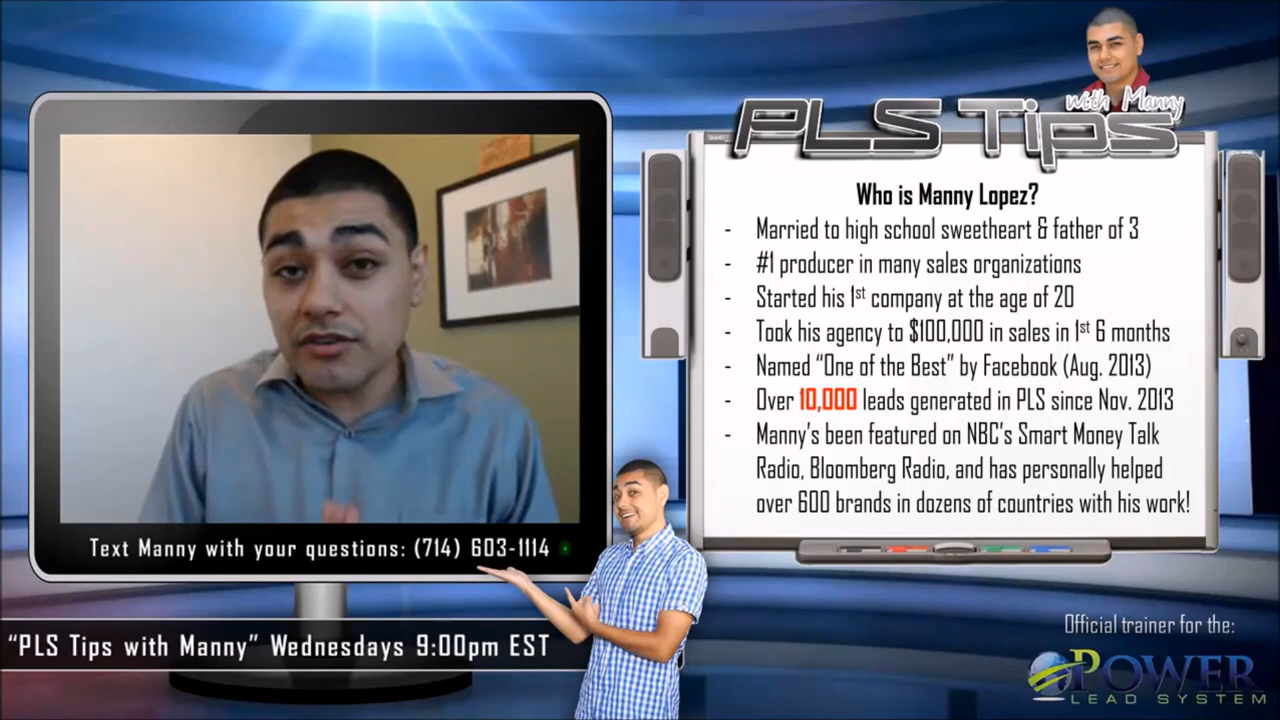 with Manny
PLS Tips
Who is Manny Lopez?
- Married to high school sweetheart & father of 3
- #1 producer in many sales organizations
- Started his 1st company at the age of 20
- Took his agency to $100,000 in sales in 1st 6 months
- Named “One of the Best” by Facebook (Aug. 2013)
- Over 10,000 leads generated in PLS since Nov. 2013
- Manny’s been featured on NBC’s Smart Money Talk
Radio, Bloomberg Radio, and has personally helped
over 600 brands in dozens of countries with his work!
Text Manny with your questions: (714) 603-1114
“PLS Tips with Manny” Wednesdays 9:00pm EST
Official trainer for the:
POWER
LEAD SYSTEM